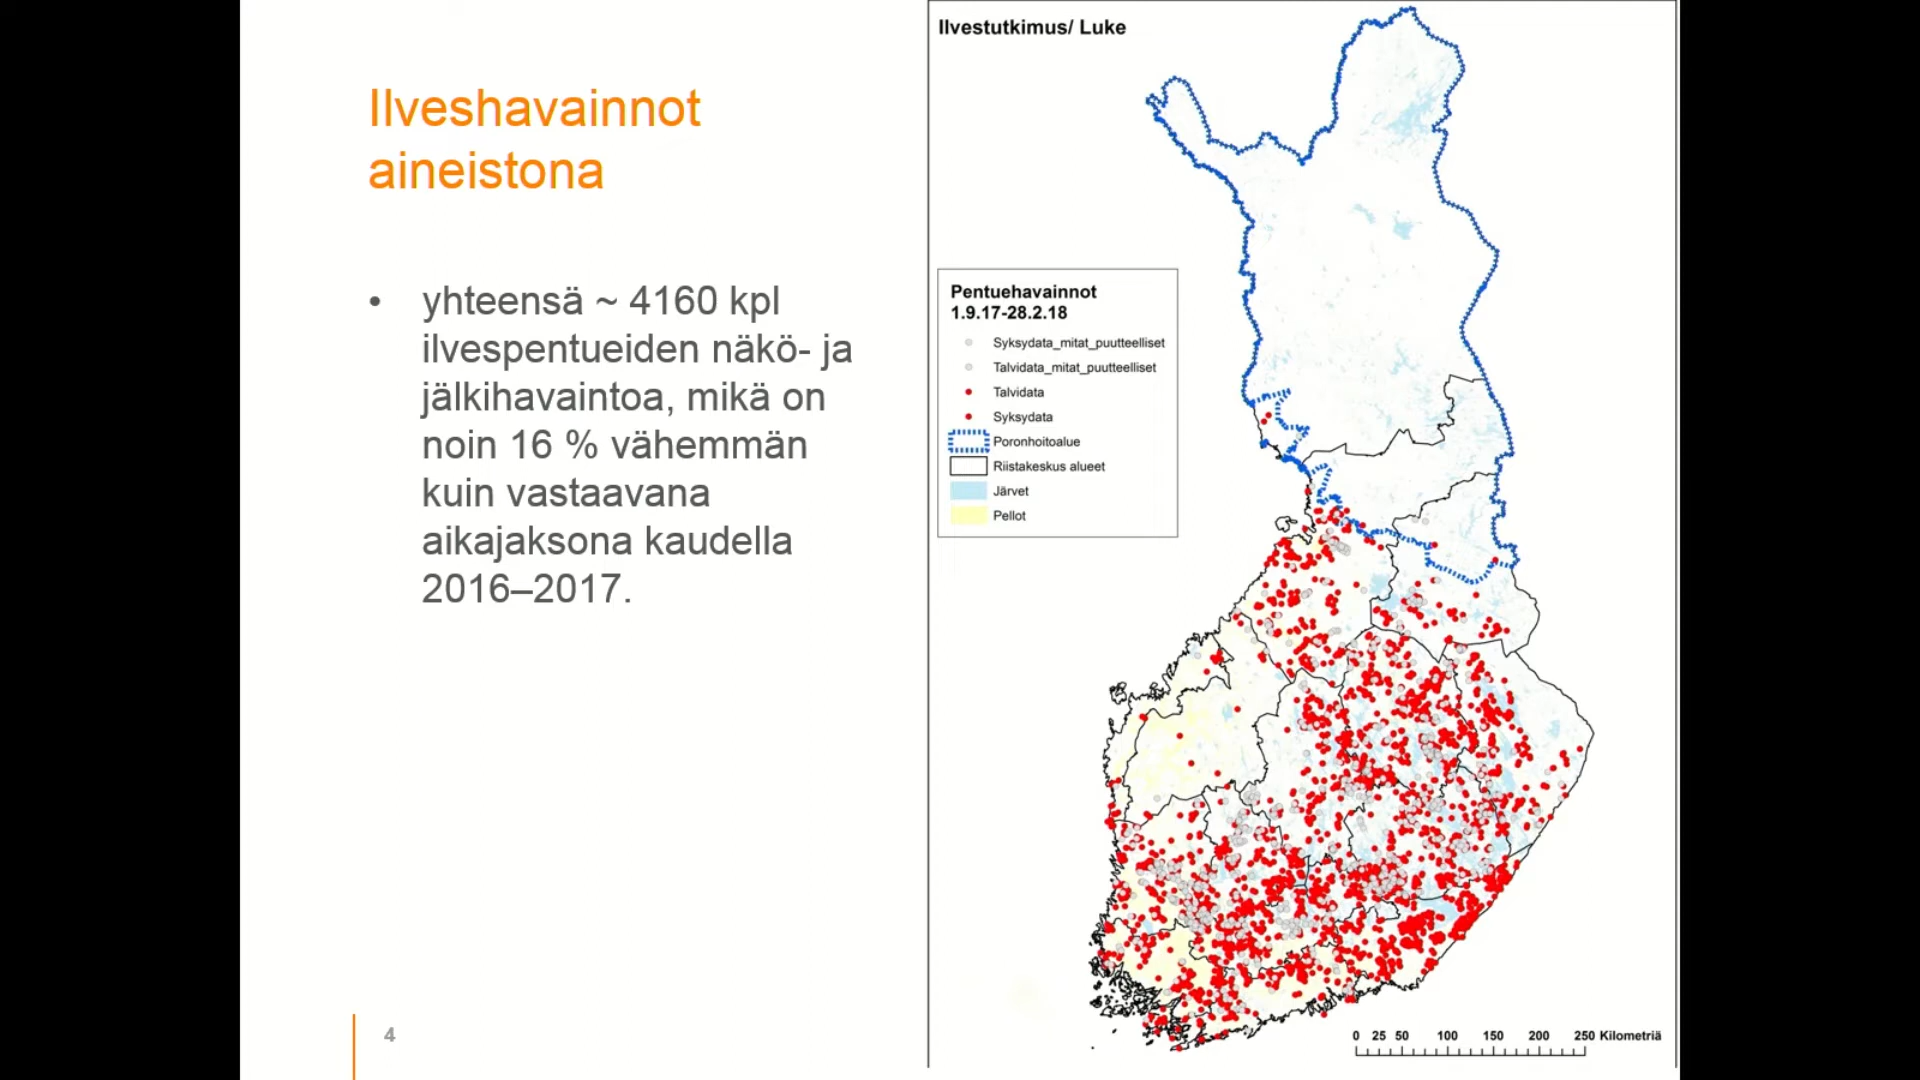 Ilveshavainnot
aineistona
• yhteensä ~ 4160 kpl
ilvespentueiden näkö- ja
jälkihavaintoa, mikä on
noin 16 % vähemmän
kuin vastaavana
aikajaksona kaudella
2016–2017.
4
Ilvestutkimus/ Luke
Pentuehavainnot
1.9.17-28.2.18
Syksydata_mitat_puutteelliset
Talvidata_mitat_puutteelliset
Talvidata
Syksydata
Poronhoitoalue
Riistakeskus alueet
Järvet
Pellot
0 25 50 100 150 200 250 Kilometriä